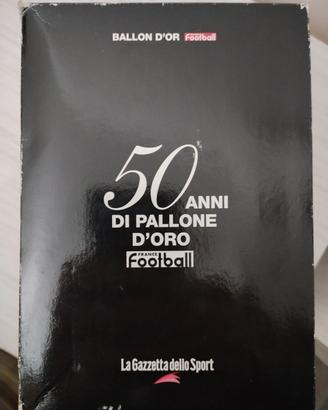 BALLON D'OR FRANCE Football
50 ANNI
DI PALLONE
D'ORO
FRANCE
Football
La Gazzetta dello Sport